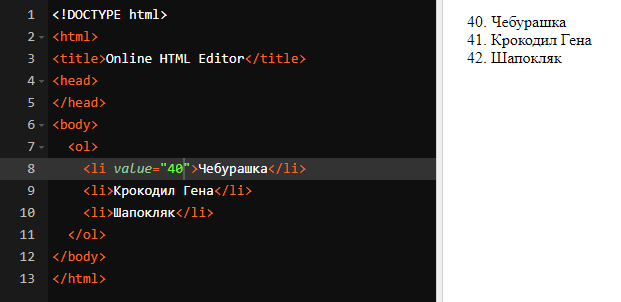 1 <!DOCTYPE html>
2 <html>
3 <title>Online HTML Editor</title>
4 <head>
5 </head>
6 <body>
7 <ol>
8 <li value="40">Чебурашка</li>
9 <li>Крокодил Гена</li>
10 <li>Шапокляк</li>
11 </ol>
12 </body>
13 </html>
40. Чебурашка
41. Крокодил Гена
42. Шапокляк